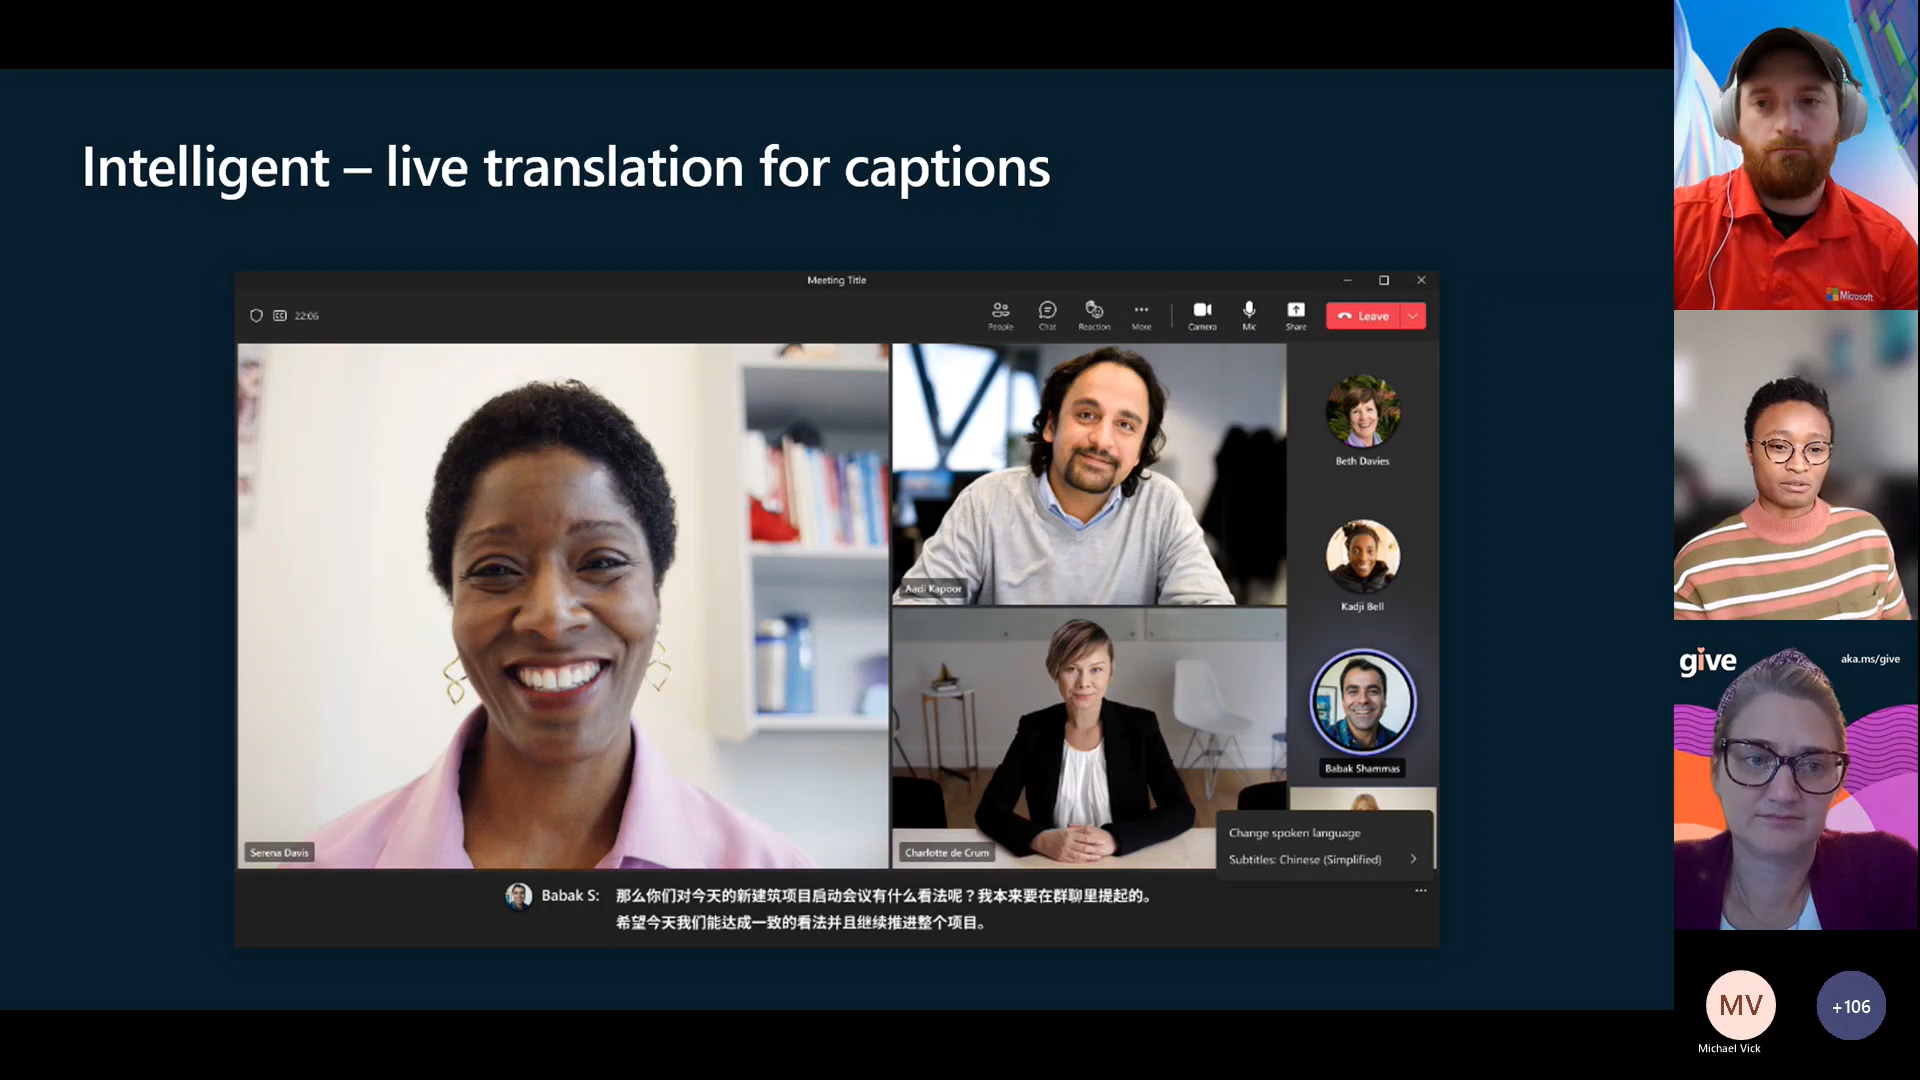 Intelligent – live translation for captions
Meeting Title
22:06
People
Chat
Reaction
More
Camera
Mic
Share
Leave
Serena Davis
Aadi Kapoor
Charlotte de Crum
Beth Davies
Kadji Bell
Babak Shammas
Change spoken language
Subtitles: Chinese (Simplified)
Babak S: 那么你们对今天的新建筑项目启动会议有什么看法呢？我本来要在群聊里提起的。
希望今天我们能达成一致的看法并且继续推进整个项目。
Microsoft
give
aka.ms/give
MV
Michael Vick
+106